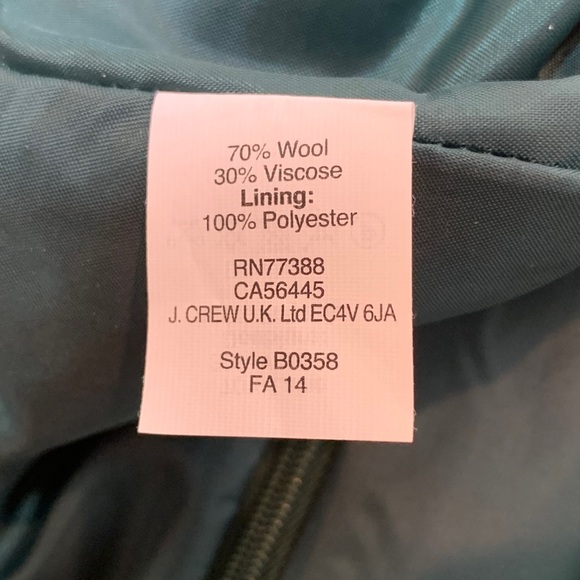 70% Wool
30% Viscose
Lining:
100% Polyester
RN77388
CA56445
J. CREW U.K. Ltd EC4V 6JA
Style B0358
FA 14